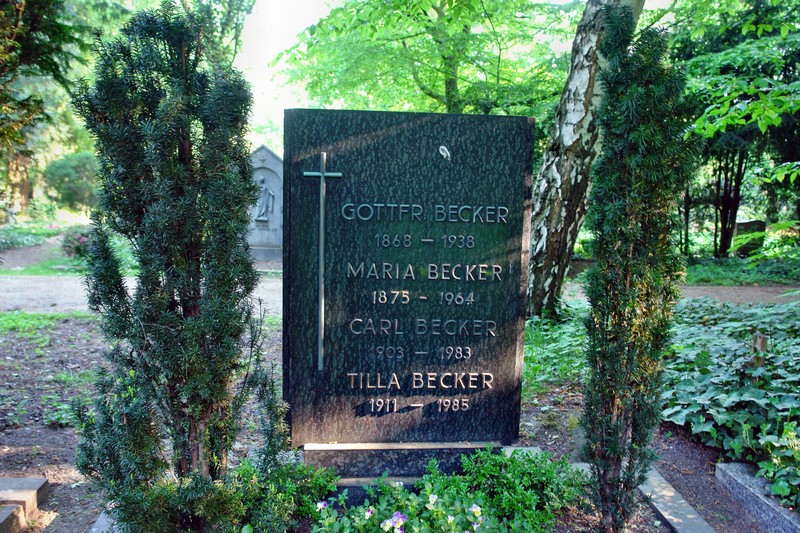 GOTTFR. BECKER
1868 — 1938
MARIA BECKER
1875 - 1964
CARL BECKER
1903 — 1983
TILLA BECKER
1911 — 1985